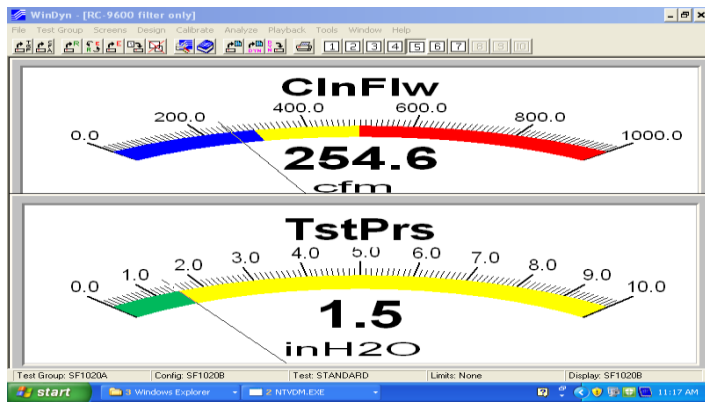 WinDyn - [RC-9600 filter only]
File Test Group Screens Design Calibrate Analyze Playback Tools Window Help
1 2 3 4 5 6 7 8 9 10
ClnFlw
0.0 200.0 400.0 600.0 800.0 1000.0
254.6
cfm
TstPrs
0.0 1.0 2.0 3.0 4.0 5.0 6.0 7.0 8.0 9.0 10.0
1.5
inH2O
Test Group: SF1020A Config: SF1020B Test: STANDARD Limits: None Display: SF1020B
start 3 Windows Explorer 2 NTVDM.EXE 11:17 AM